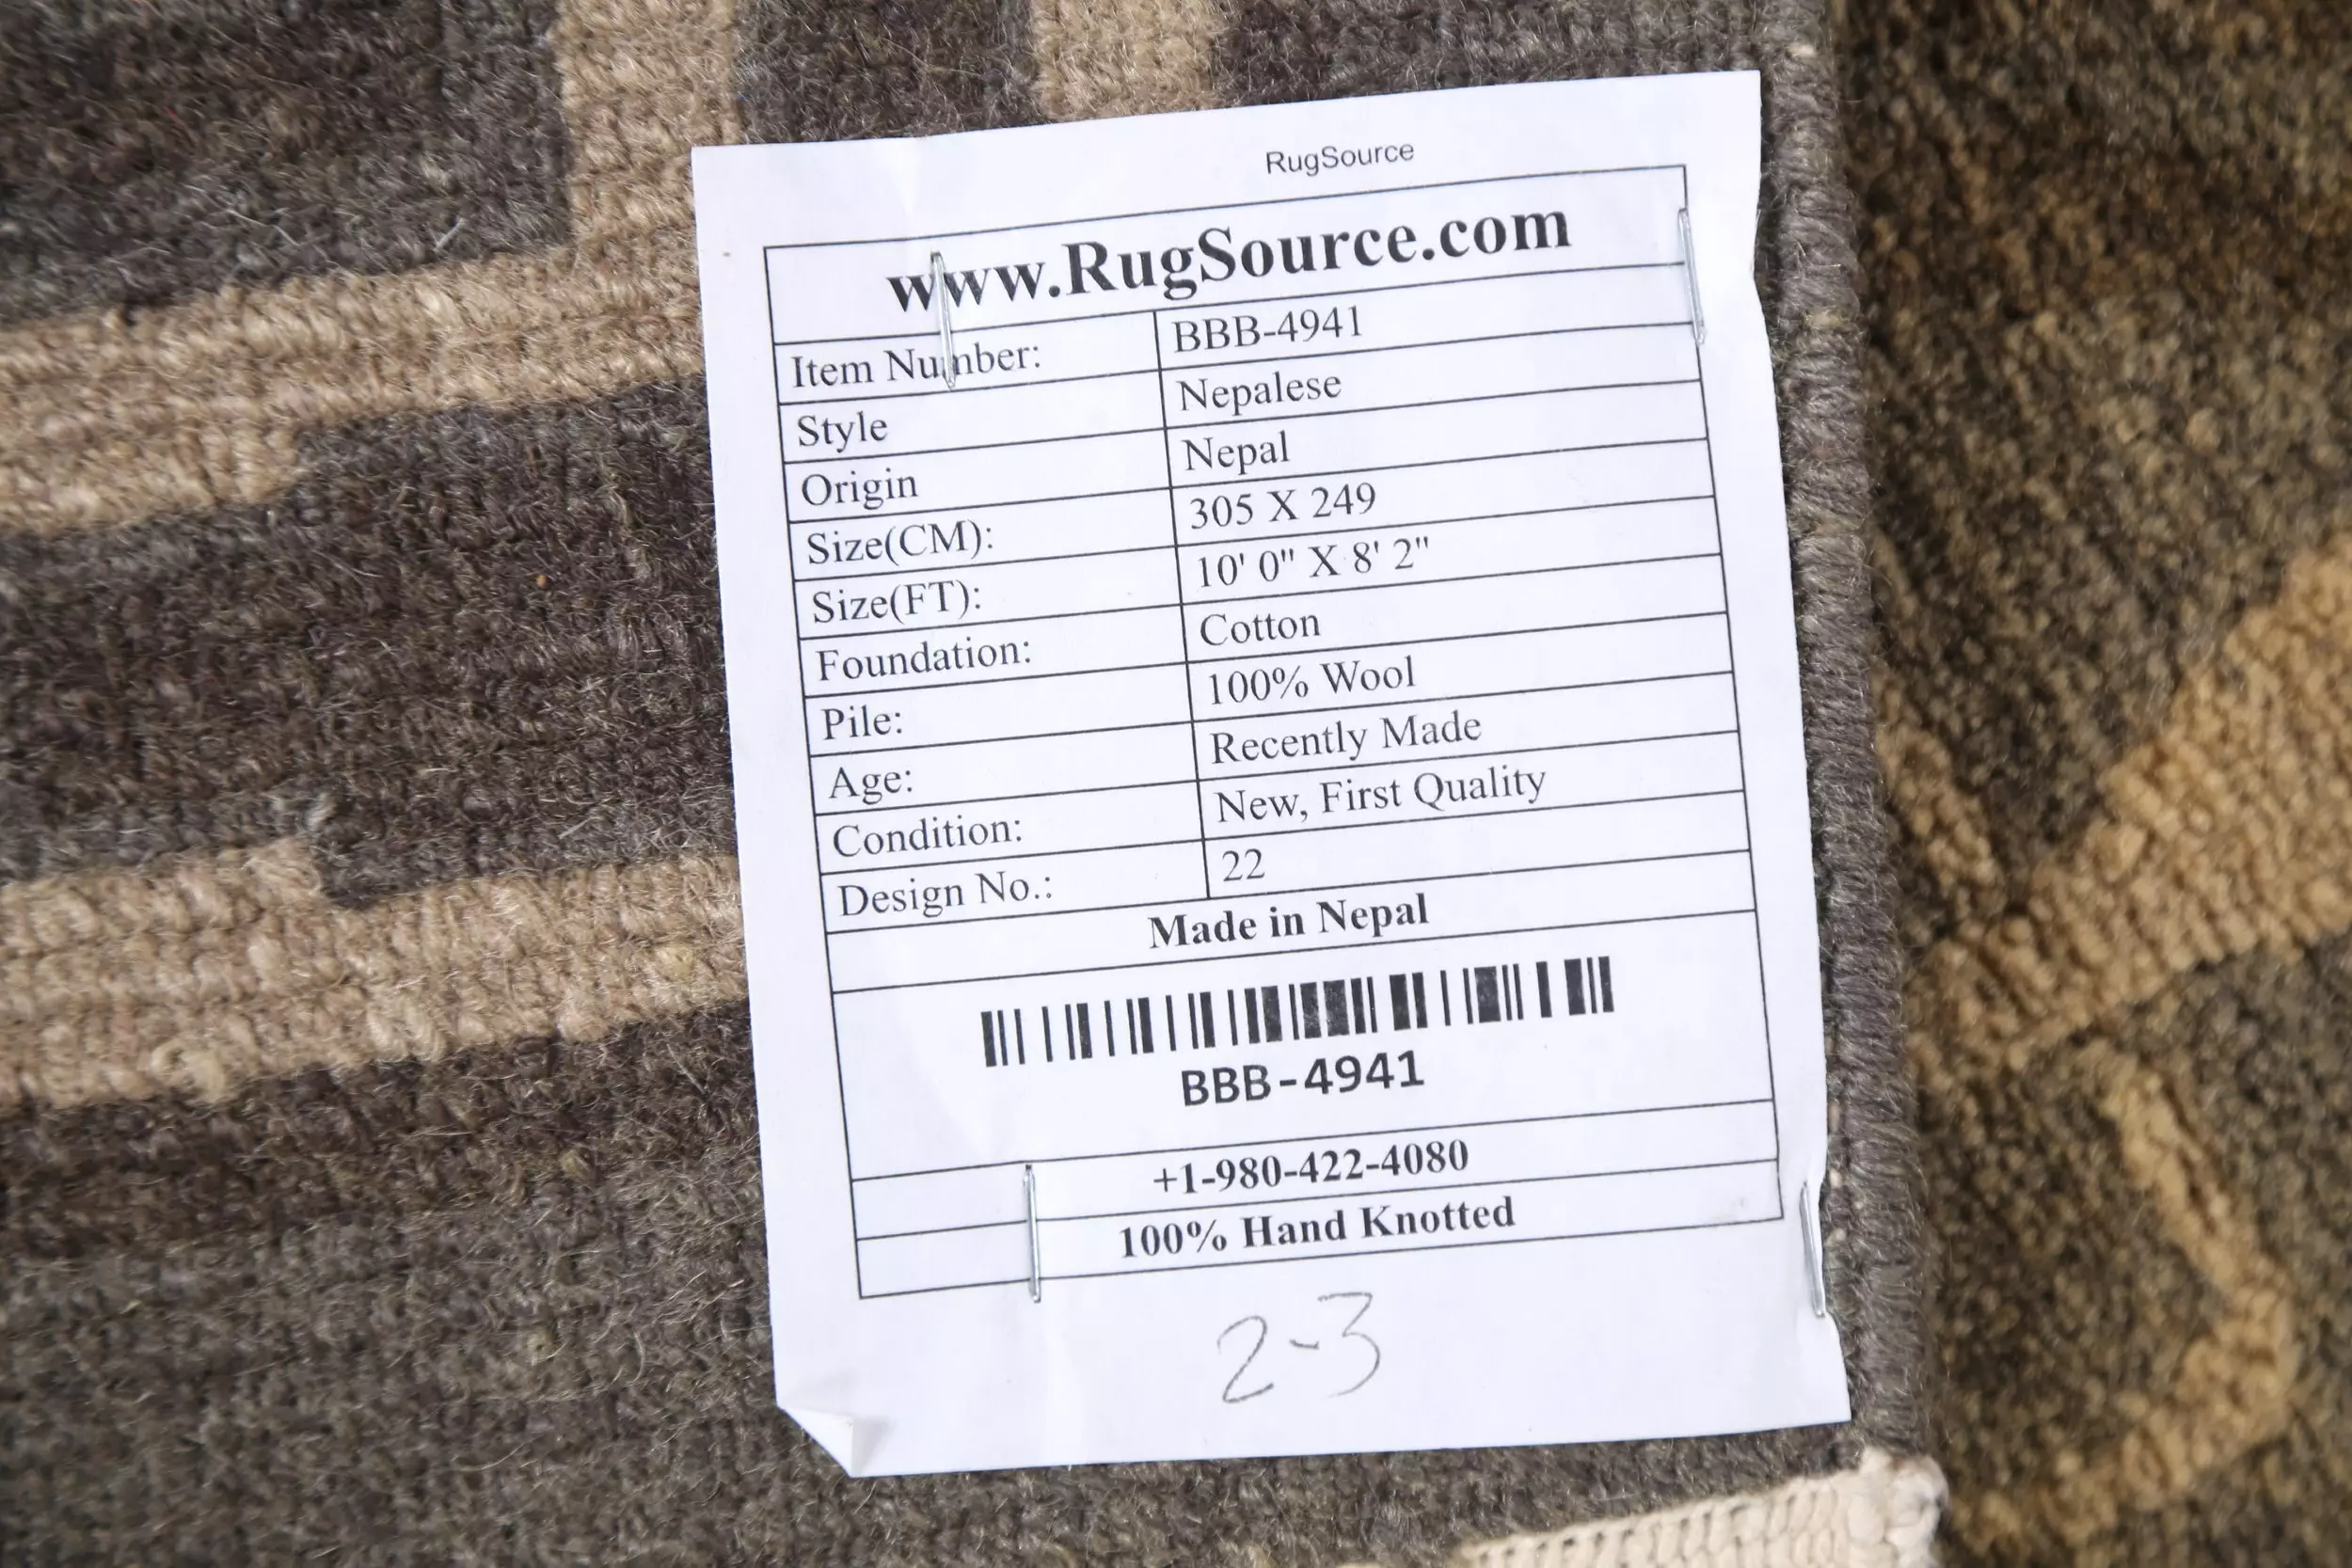 RugSource
www.RugSource.com
Item Number: BBB-4941
Style Nepalese
Origin Nepal
Size(CM): 305 X 249
Size(FT): 10' 0" X 8' 2"
Foundation: Cotton
Pile: 100% Wool
Age: Recently Made
Condition: New, First Quality
Design No.: 22
Made in Nepal
BBB-4941
+1-980-422-4080
100% Hand Knotted
2-3